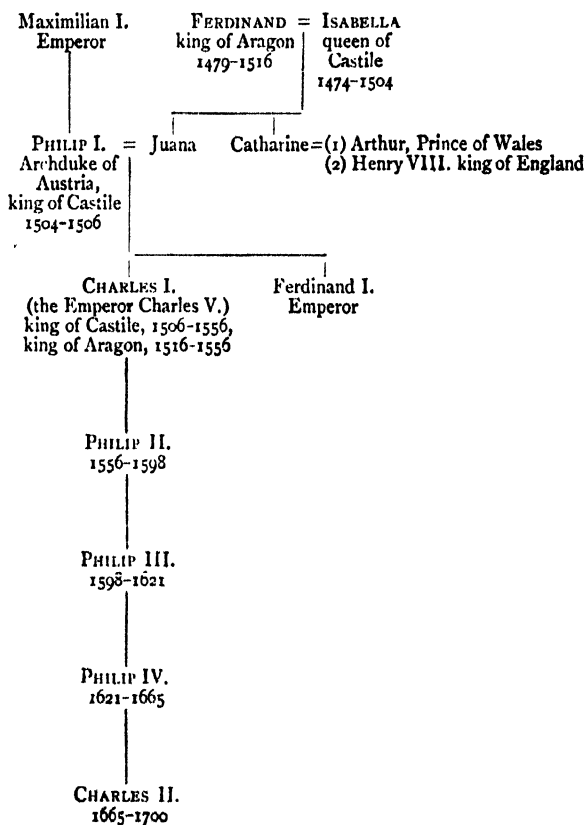 Maximilian I.
Emperor
FERDINAND = ISABELLA
king of Aragon queen of
1479-1516 Castile
1474-1504
PHILIP I. = Juana Catharine=(1) Arthur, Prince of Wales
Archduke of (2) Henry VIII. king of England
Austria,
king of Castile
1504-1506
CHARLES I. Ferdinand I.
(the Emperor Charles V.) Emperor
king of Castile, 1506-1556,
king of Aragon, 1516-1556
PHILIP II.
1556-1598
PHILIP III.
1598-1621
PHILIP IV.
1621-1665
CHARLES II.
1665-1700